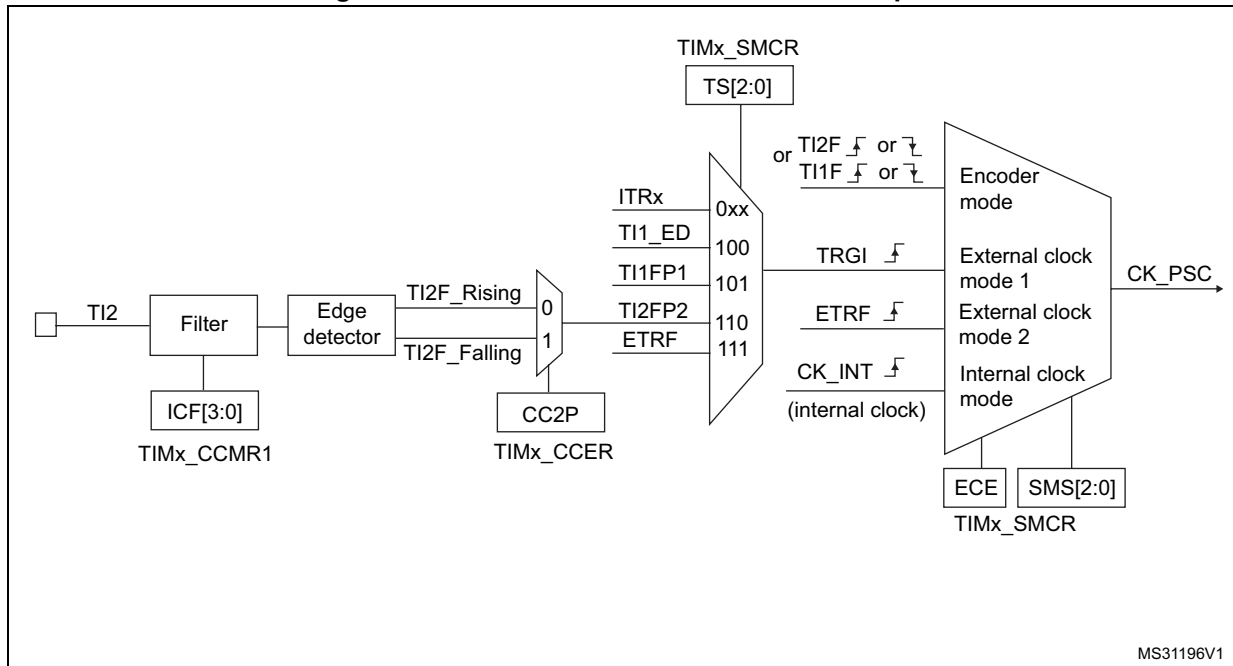 TIMx_SMCR
TS[2:0]
or TI2F or
TI1F or
Encoder
mode
ITRx
0xx
TI1_ED
100
TRGI
External clock
mode 1
CK_PSC
TI1FP1
101
TI2
Filter
Edge
detector
TI2F_Rising
0
TI2FP2
110
ETRF
External clock
mode 2
TI2F_Falling
1
ETRF
111
CK_INT
(internal clock)
Internal clock
mode
ICF[3:0]
TIMx_CCMR1
CC2P
TIMx_CCER
ECE
SMS[2:0]
TIMx_SMCR
MS31196V1